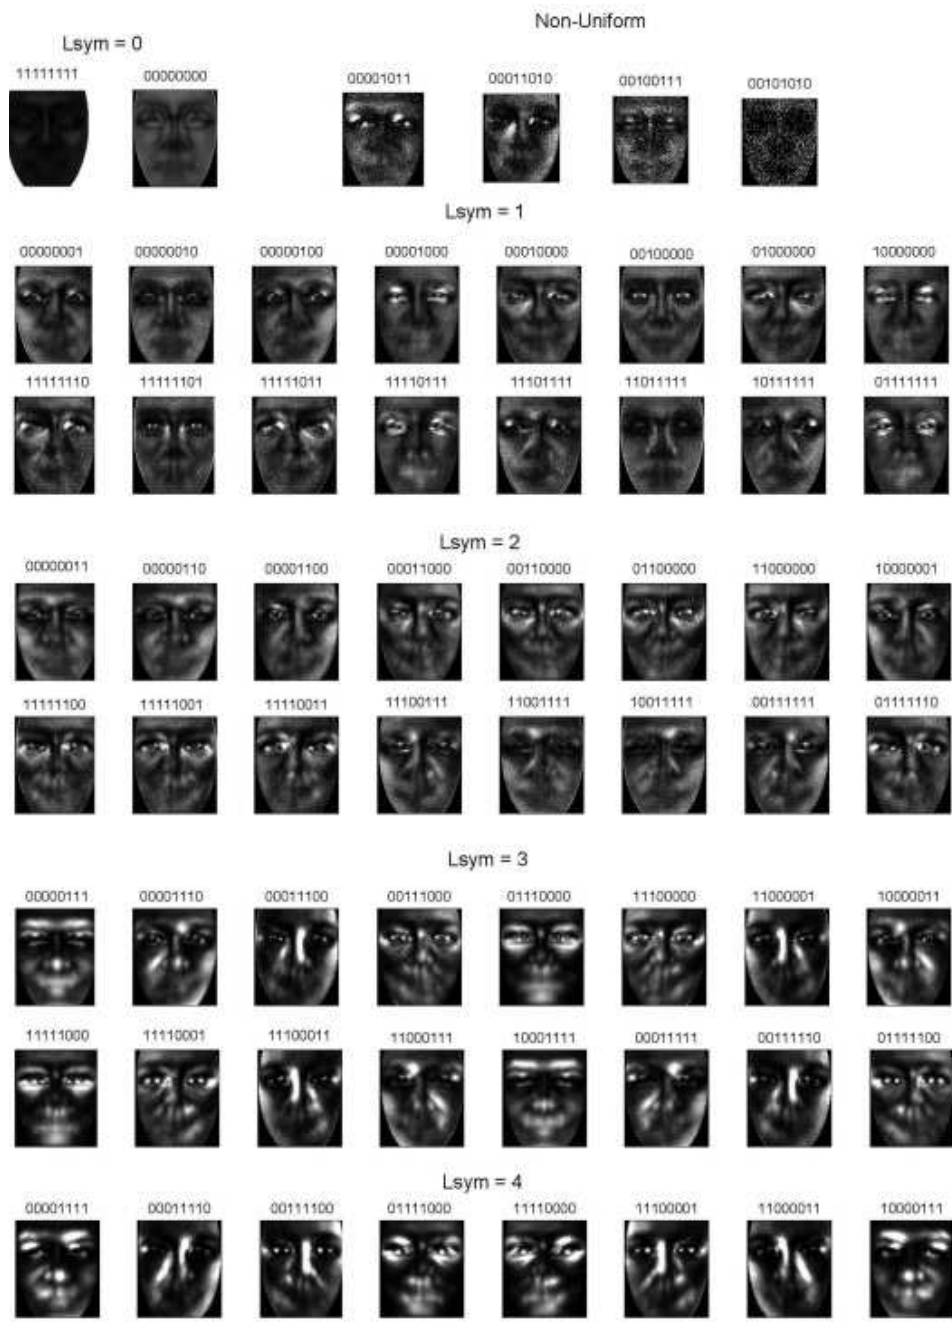 Non-Uniform
Lsym = 0
11111111 00000000 00001011 00011010 00100111 00101010
Lsym = 1
00000001 00000010 00000100 00001000 00010000 00100000 01000000 10000000
11111110 11111101 11111011 11110111 11101111 11011111 10111111 01111111
Lsym = 2
00000011 00000110 00001100 00011000 00110000 01100000 11000000 10000001
11111100 11111001 11110011 11100111 11001111 10011111 00111111 01111110
Lsym = 3
00000111 00001110 00011100 00111000 01110000 11100000 11000001 10000011
11111000 11110001 11100011 11000111 10001111 00011111 00111110 01111100
Lsym = 4
00001111 00011110 00111100 01111000 11110000 11100001 11000011 10000111